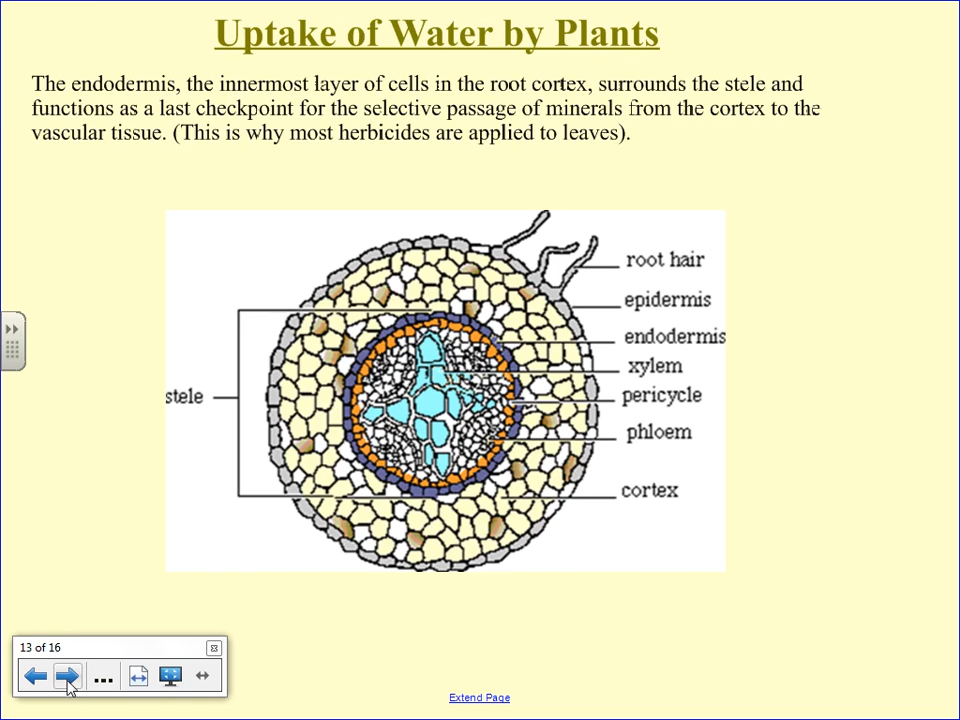 Uptake of Water by Plants
The endodermis, the innermost layer of cells in the root cortex, surrounds the stele and
functions as a last checkpoint for the selective passage of minerals from the cortex to the
vascular tissue. (This is why most herbicides are applied to leaves).
root hair
epidermis
endodermis
xylem
stele
pericycle
phloem
cortex
13 of 16
...
Extend Page